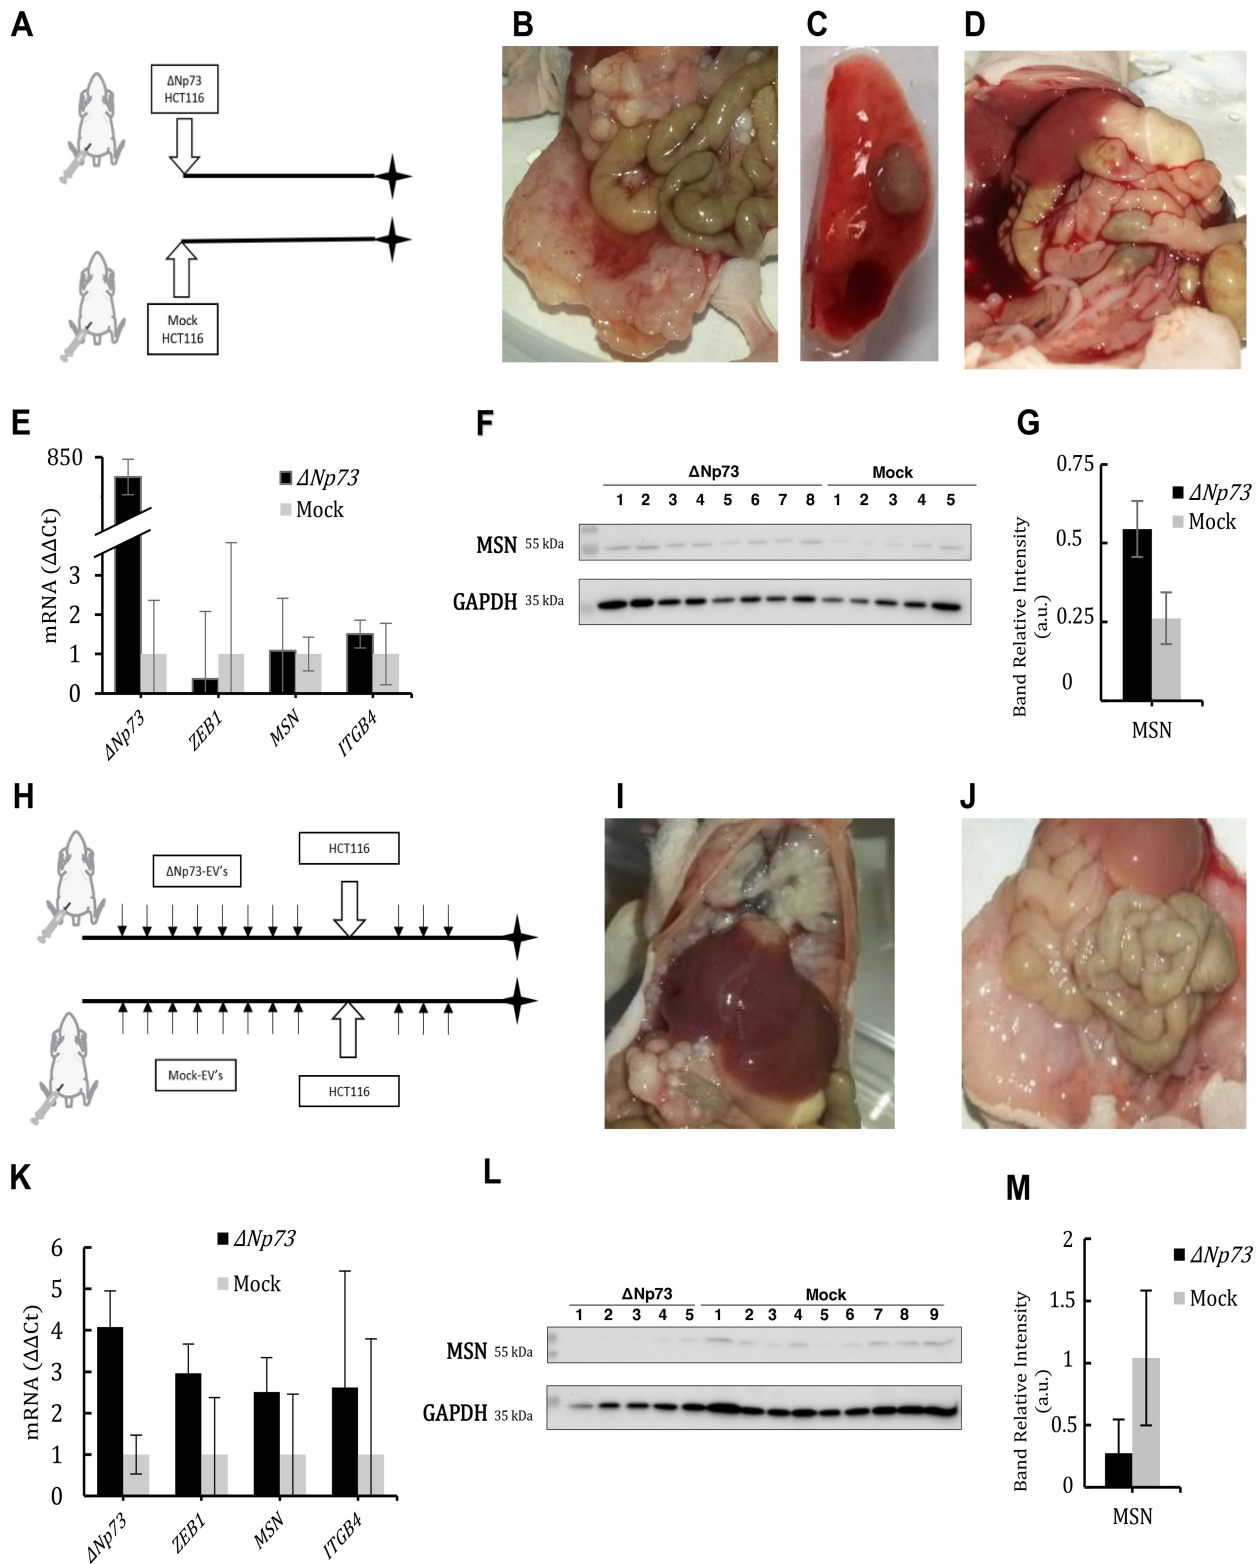 A
B
C
D
ΔNp73
HCT116
Mock
HCT116
E
F
G
850
3
2
1
0
mRNA (ΔΔCt)
ΔNp73
Mock
ΔNp73
ZEB1
MSN
ITGB4
ΔNp73
Mock
1 2 3 4 5 6 7 8 1 2 3 4 5
MSN 55 kDa
GAPDH 35 kDa
0.75
0.5
0.25
0
Band Relative Intensity
(a.u.)
ΔNp73
Mock
MSN
H
I
J
HCT116
ΔNp73-EV's
Mock-EV's
HCT116
K
L
M
6
5
4
3
2
1
0
mRNA (ΔΔCt)
ΔNp73
Mock
ΔNp73
ZEB1
MSN
ITGB4
ΔNp73
Mock
1 2 3 4 5 1 2 3 4 5 6 7 8 9
MSN 55 kDa
GAPDH 35 kDa
2
1.5
1
0.5
0
Band Relative Intensity
(a.u.)
ΔNp73
Mock
MSN